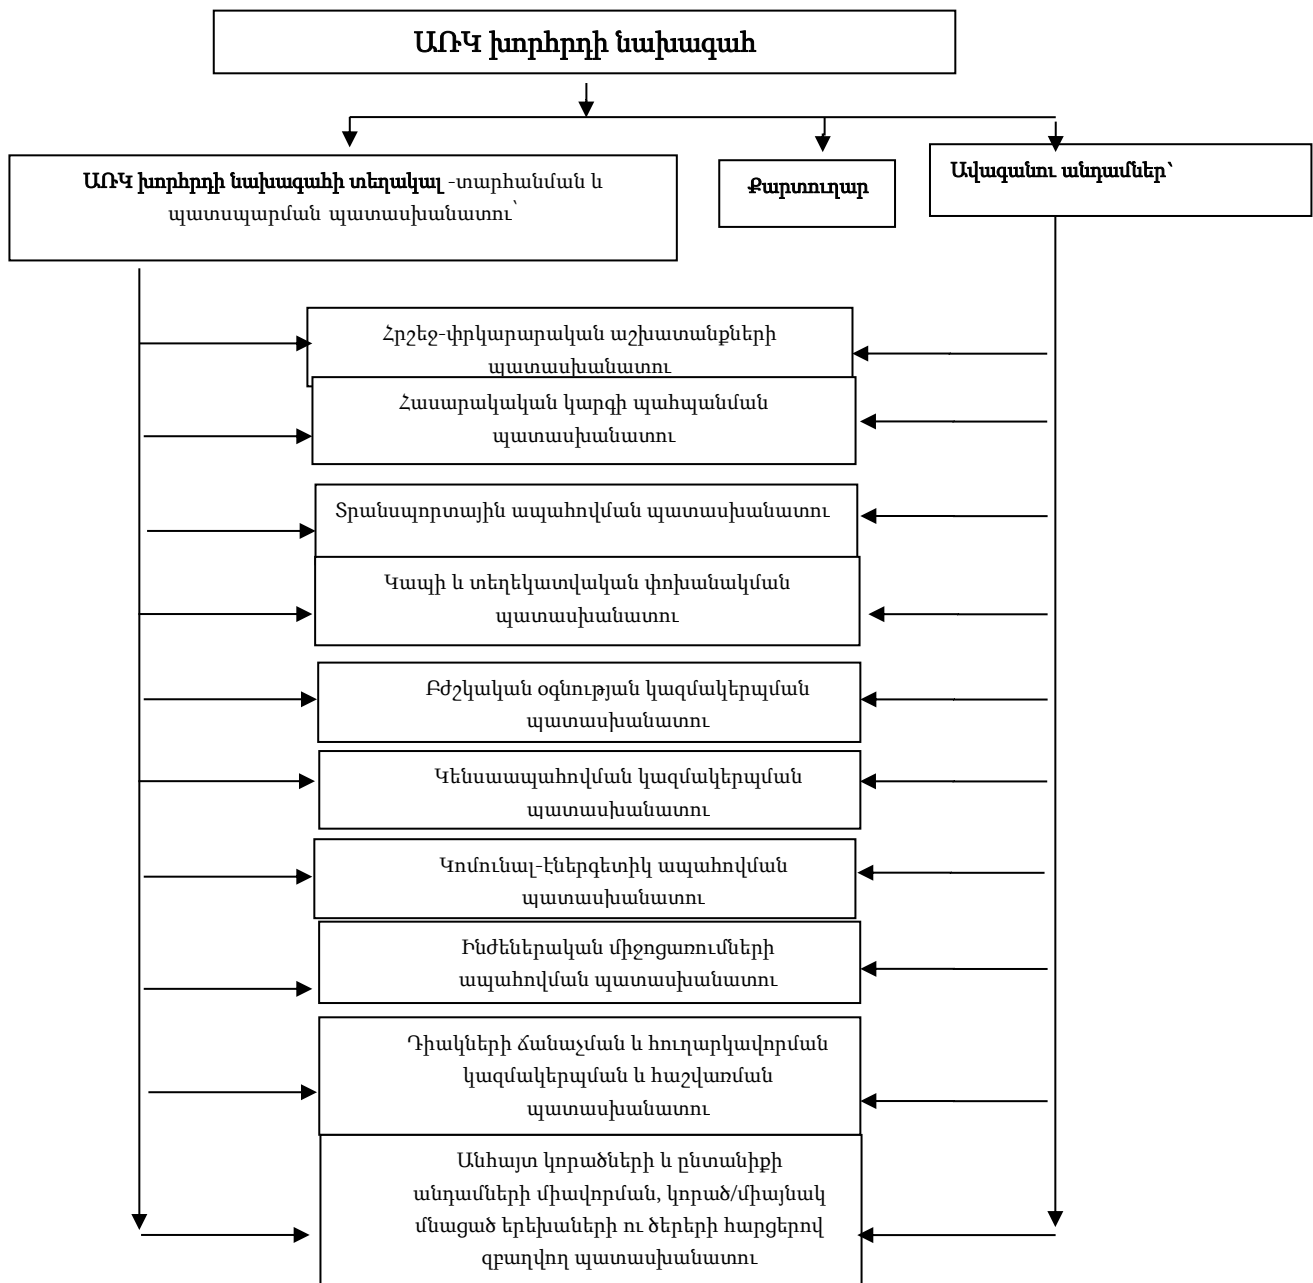 ԱՌԿ խորհրդի նախագահ
ԱՌԿ խորհրդի նախագահի տեղակալ -տարհանման և
պատսպարման պատասխանատու՝
Քարտուղար
Ավագանու անդամներ՝
Հրշեջ-փրկարարական աշխատանքների
պատասխանատու
Հասարակական կարգի պահպանման
պատասխանատու
Տրանսպորտային ապահովման պատասխանատու
Կապի և տեղեկատվական փոխանակման
պատասխանատու
Բժշկական օգնության կազմակերպման
պատասխանատու
Կենսաապահովման կազմակերպման
պատասխանատու
Կոմունալ-էներգետիկ ապահովման
պատասխանատու
Ինժեներական միջոցառումների
ապահովման պատասխանատու
Դիակների ճանաչման և հուղարկավորման
կազմակերպման և հաշվառման
պատասխանատու
Անհայտ կորածների և ընտանիքի
անդամների միավորման, կորած/միայնակ
մնացած երեխաների ու ծերերի հարցերով
զբաղվող պատասխանատու